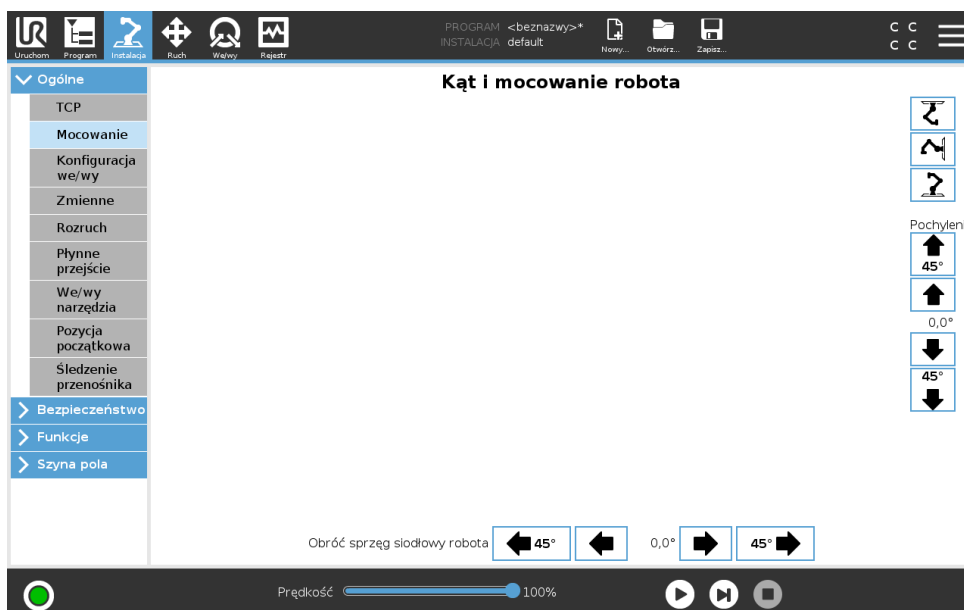 PROGRAM <beznazwy>*
INSTALACJA default
Uruchom Program Instalacja Ruch We/wy Rejestr Nowy... Otwórz... Zapisz... C C
C C
Ogólne
TCP
Mocowanie
Konfiguracja
we/wy
Zmienne
Rozruch
Płynne
przejście
We/wy
narzędzia
Pozycja
początkowa
Śledzenie
przenośnika
Bezpieczeństwo
Funkcje
Szyna pola
Kąt i mocowanie robota
Pochyleni
45°
0,0°
45°
Obróć sprzęg siodłowy robota 45° 0,0° 45°
Prędkość 100%